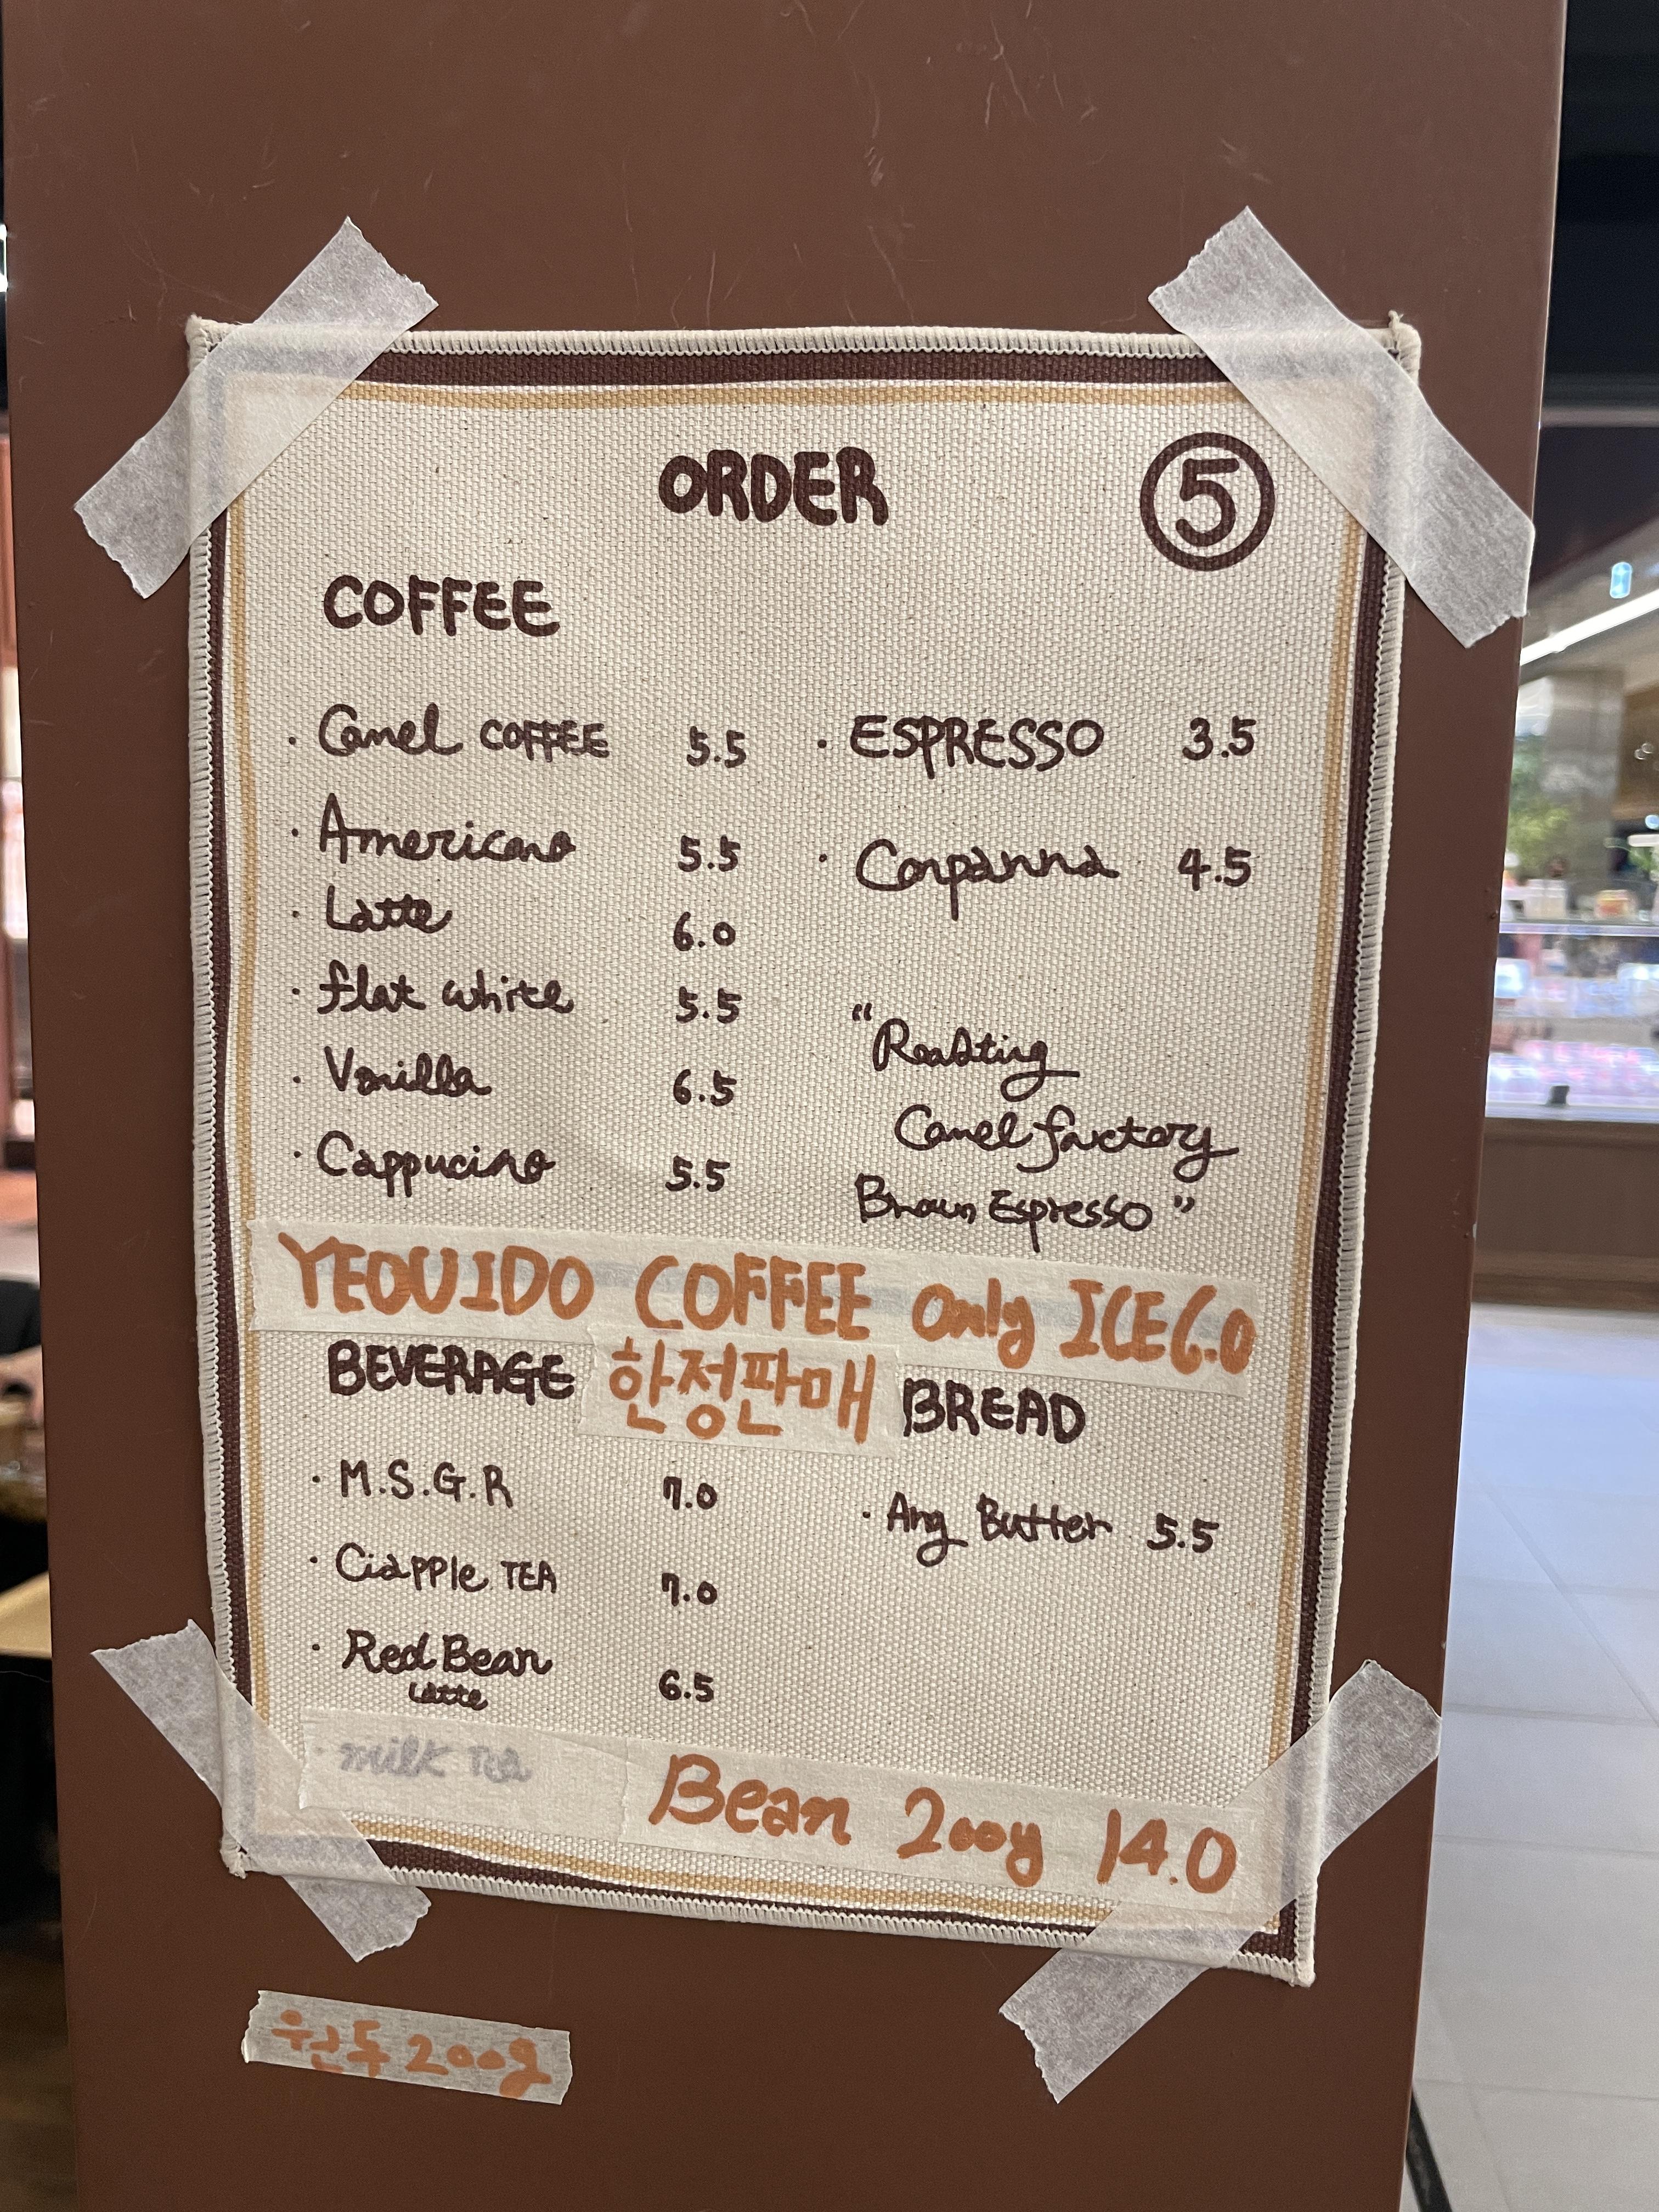 ORDER ⑤
COFFEE
· Camel COFFEE 5.5
· Americano 5.5
· Latte 6.0
· flat white 5.5
· Vanilla 6.5
· Cappucino 5.5
· ESPRESSO 3.5
· Conpanna 4.5
"Roasting
Camel factory
Brown Espresso"
YEOUIDO COFFEE only ICE 6.0
한정판매
BEVERAGE
· M.S.G.R 7.0
· Ciapple TEA 7.0
· Red Bean
Latte 6.5
· milk Tea
BREAD
· Ang Butter 5.5
Bean 200g 14.0
원두 200g